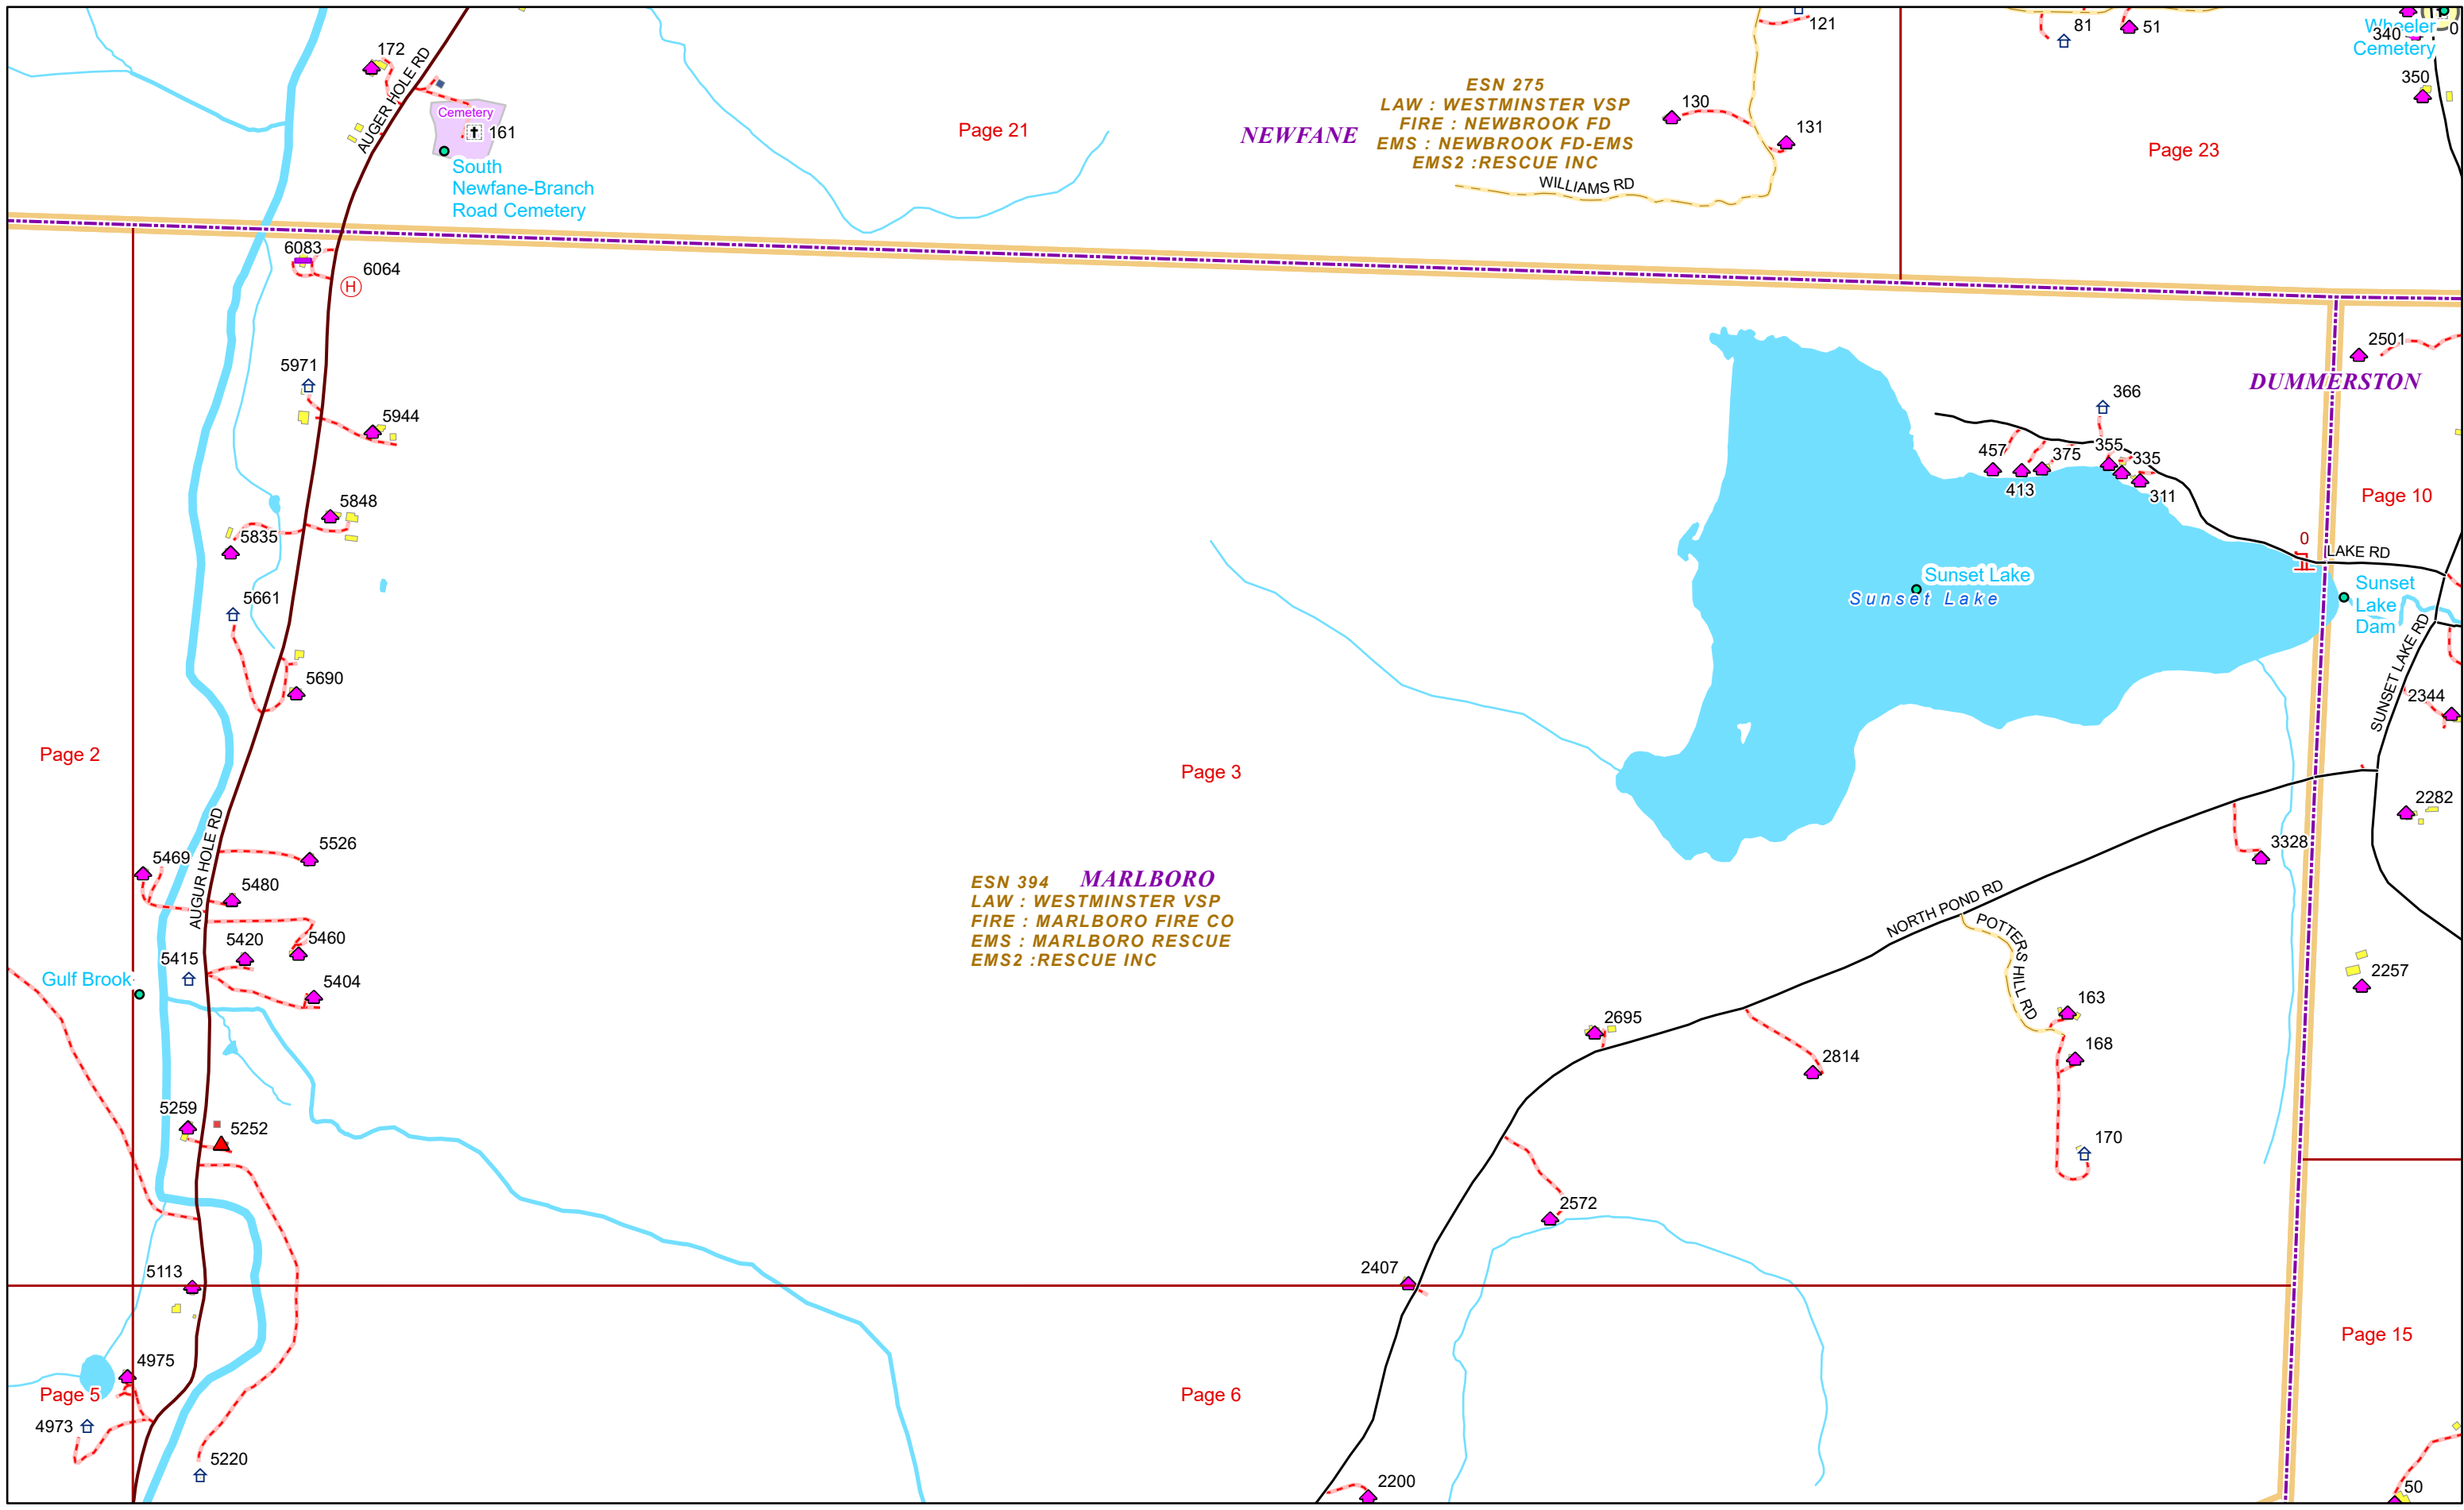 172
AUGER HOLE RD
Cemetery
161
South
Newfane-Branch
Road Cemetery
Page 21
NEWFANE
ESN 275
LAW : WESTMINSTER VSP
FIRE : NEWBROOK FD
EMS : NEWBROOK FD-EMS
EMS2 :RESCUE INC
WILLIAMS RD
121
130
131
81
51
Wheeler
Cemetery
340
0
350
Page 23
6083
6064
H
5971
5944
5848
5835
5661
5690
Page 2
AUGUR HOLE RD
5526
5469
5480
5420
5460
5415
5404
Gulf Brook
5259
5252
5113
4975
Page 5
4973
5220
Page 3
ESN 394
MARLBORO
LAW : WESTMINSTER VSP
FIRE : MARLBORO FIRE CO
EMS : MARLBORO RESCUE
EMS2 :RESCUE INC
Page 6
2501
DUMMERSTON
366
457
413
375
355
335
311
Page 10
0
LAKE RD
Sunset Lake
Sunset Lake
Sunset
Lake
Dam
SUNSET LAKE RD
2344
2282
3328
NORTH POND RD
POTTERS HILL RD
2257
163
168
170
2695
2814
2572
2407
2200
Page 15
50